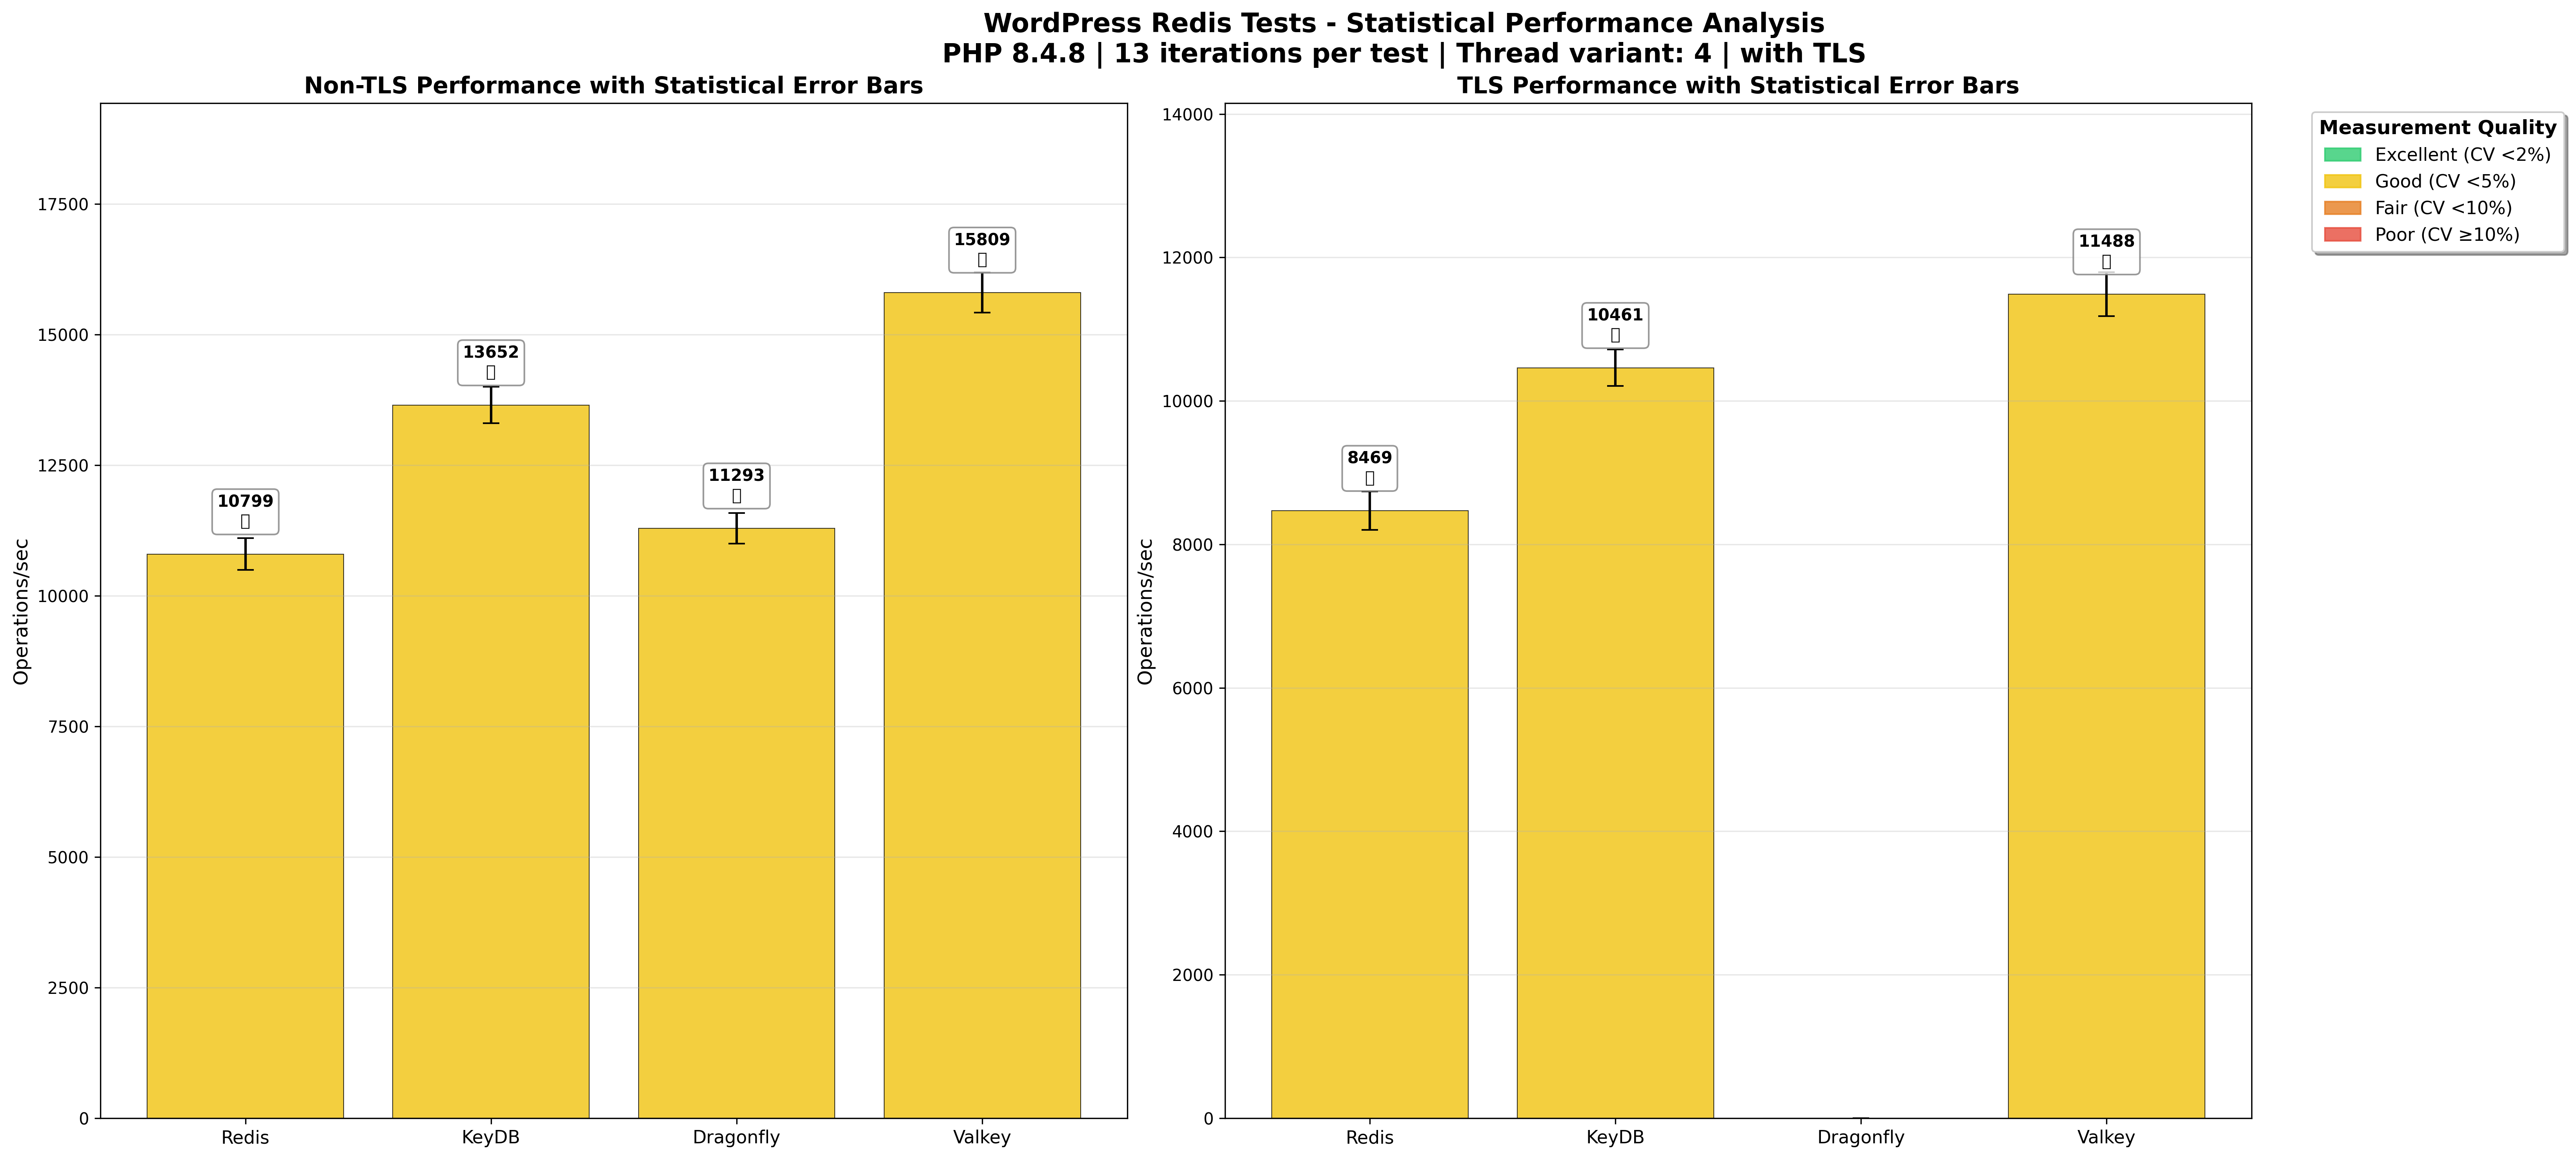 WordPress Redis Tests - Statistical Performance Analysis
PHP 8.4.8 | 13 iterations per test | Thread variant: 4 | with TLS
Non-TLS Performance with Statistical Error Bars
Operations/sec
17500
15000
12500
10000
7500
5000
2500
0
10799
13652
11293
15809
Redis
KeyDB
Dragonfly
Valkey
TLS Performance with Statistical Error Bars
Operations/sec
14000
12000
10000
8000
6000
4000
2000
0
8469
10461
11488
Redis
KeyDB
Dragonfly
Valkey
Measurement Quality
Excellent (CV <2%)
Good (CV <5%)
Fair (CV <10%)
Poor (CV ≥10%)